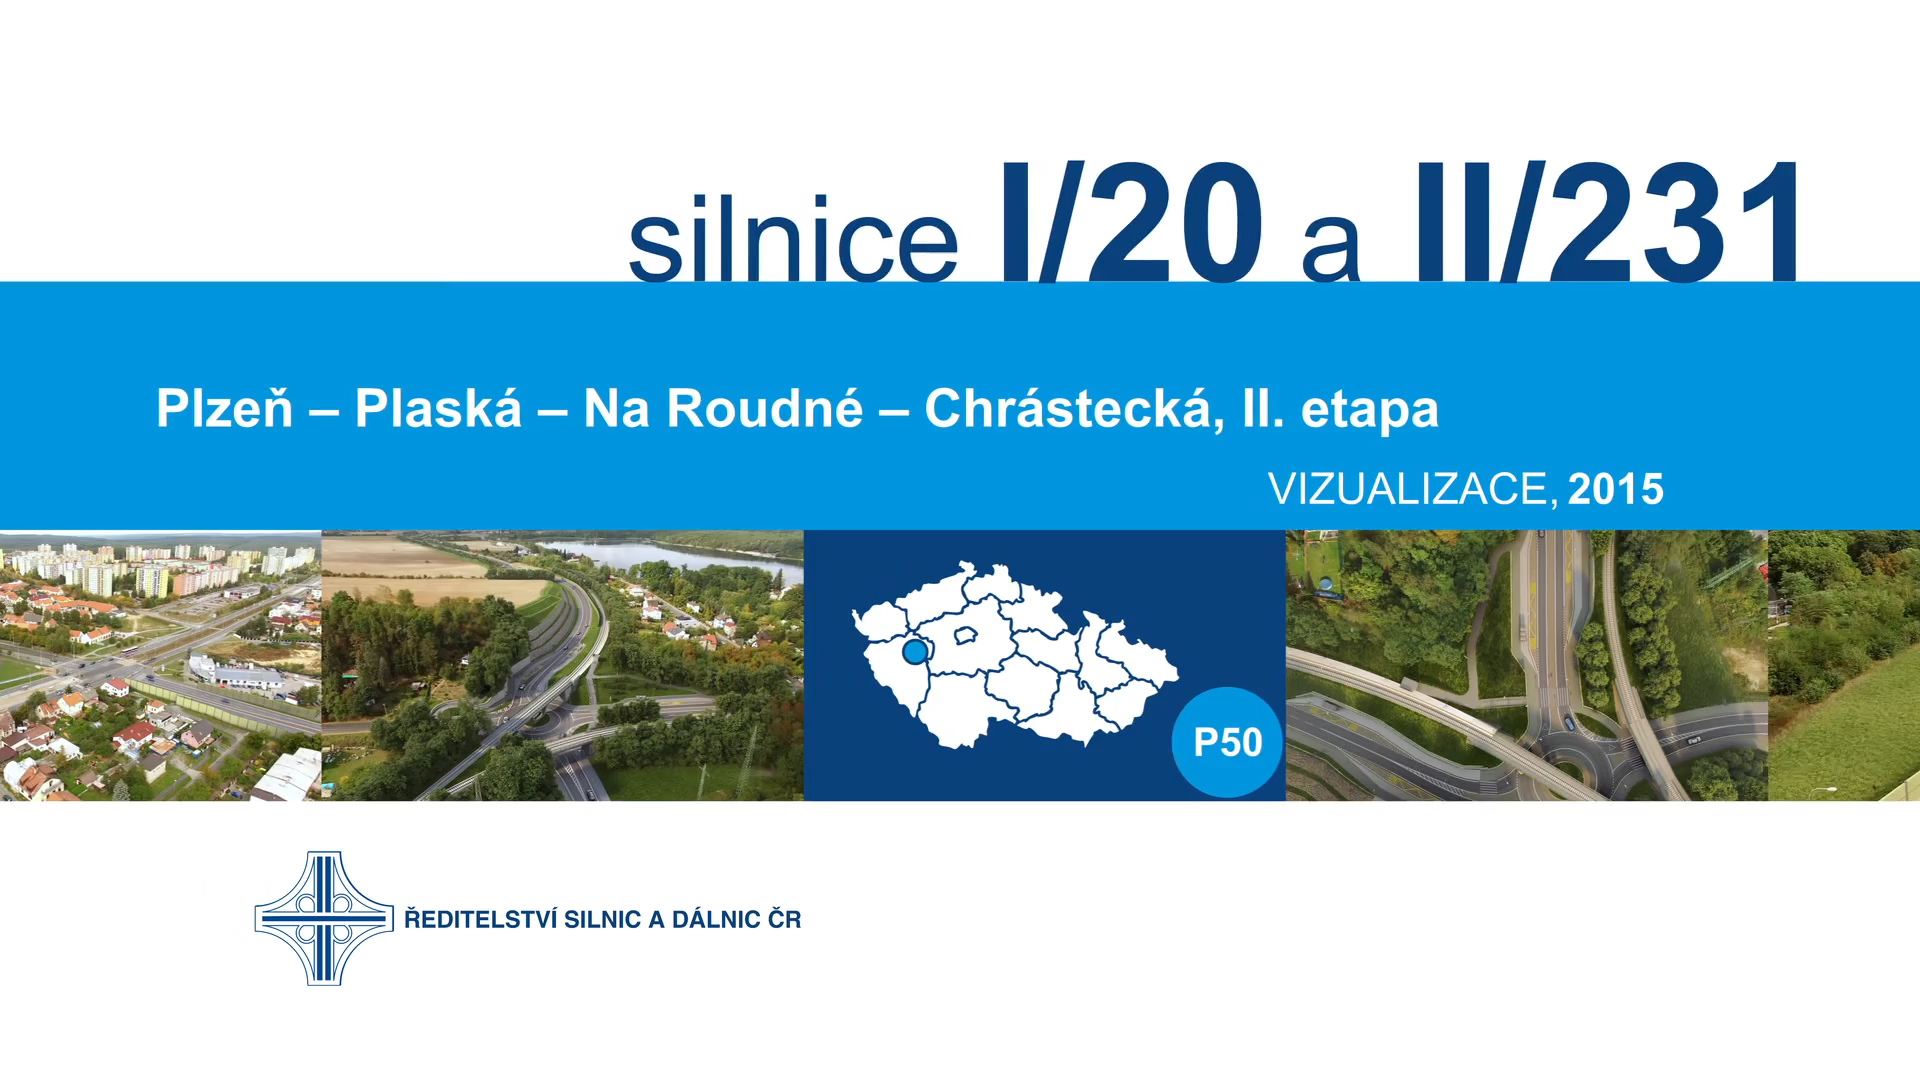 silnice I/20 a II/231
Plzeň – Plaská – Na Roudné – Chrástecká, II. etapa
VIZUALIZACE, 2015
P50
ŘEDITELSTVÍ SILNIC A DÁLNIC ČR